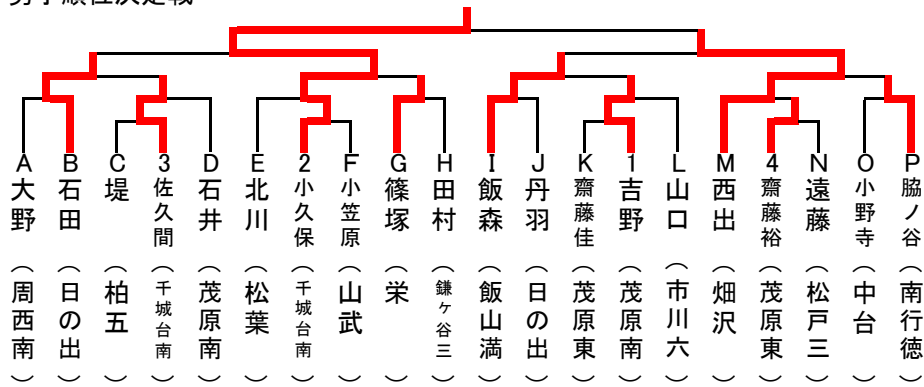 男子順位決定戦
A 大野 （周西南）
B 石田 （日の出）
C 堤 （柏五）
3 佐久間 （千城台南）
D 石井 （茂原南）
E 北川 （松葉）
2 小久保 （千城台南）
F 小笠原 （山武）
G 篠塚 （栄）
H 田村 （鎌ヶ谷三）
I 飯森 （飯山満）
J 丹羽 （日の出）
K 齋藤佳 （茂原東）
1 吉野 （茂原南）
L 山口 （市川六）
M 西出 （畑沢）
4 齋藤裕 （茂原東）
N 遠藤 （松戸三）
O 小野寺 （中台）
P 脇ノ谷 （南行徳）